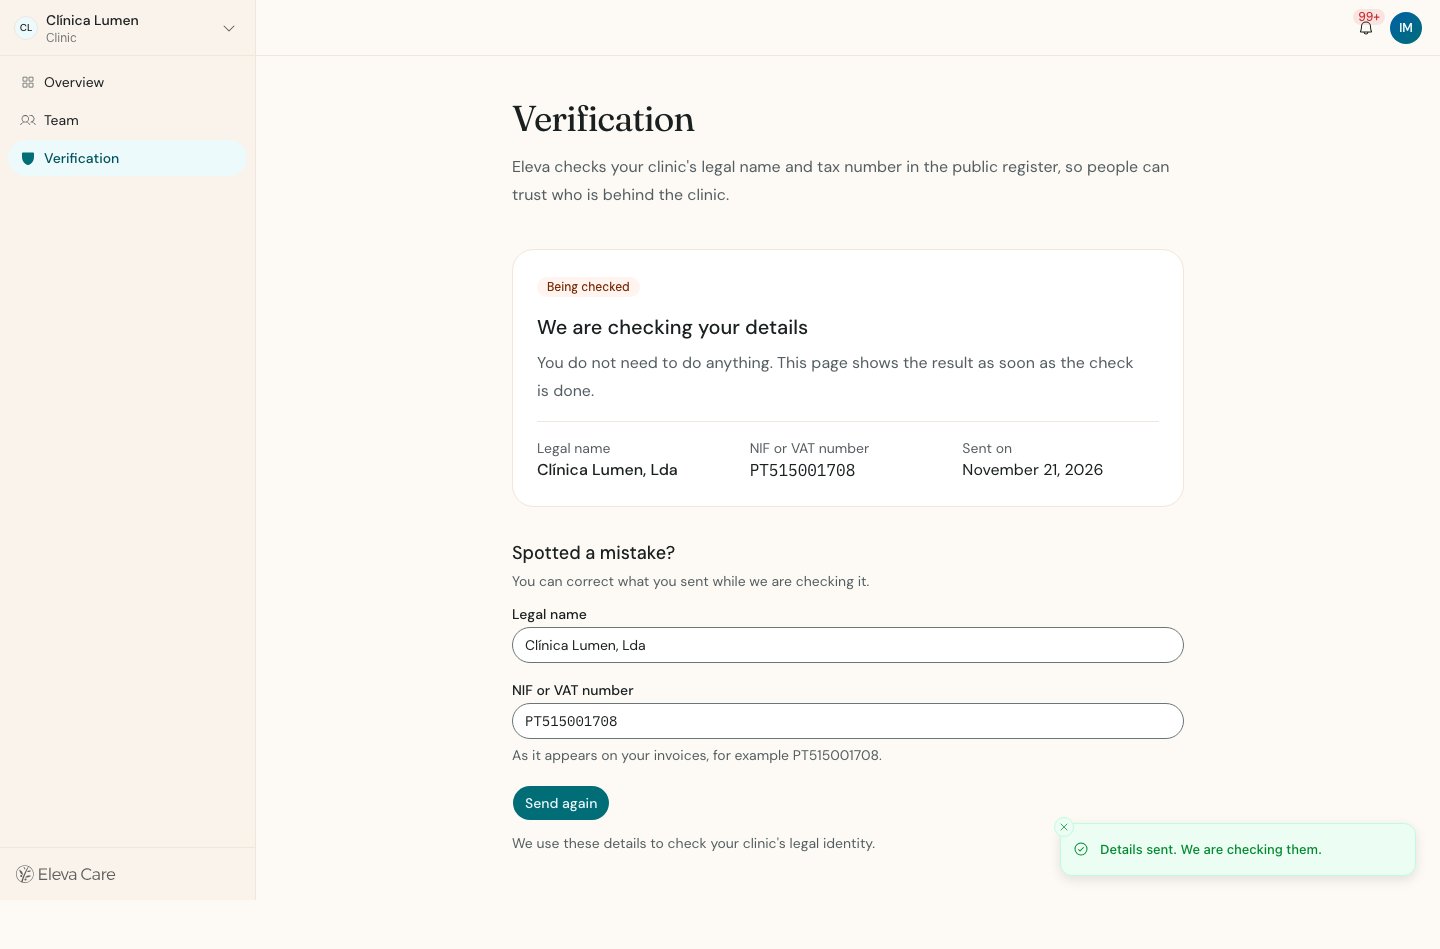 CL
Clínica Lumen
Clinic
99+
IM
Overview
Team
Verification
Verification
Eleva checks your clinic's legal name and tax number in the public register, so people can
trust who is behind the clinic.
Being checked
We are checking your details
You do not need to do anything. This page shows the result as soon as the check
is done.
Legal name
NIF or VAT number
Sent on
Clínica Lumen, Lda
PT515001708
November 21, 2026
Spotted a mistake?
You can correct what you sent while we are checking it.
Legal name
Clínica Lumen, Lda
NIF or VAT number
PT515001708
As it appears on your invoices, for example PT515001708.
Send again
We use these details to check your clinic's legal identity.
Details sent. We are checking them.
Eleva Care